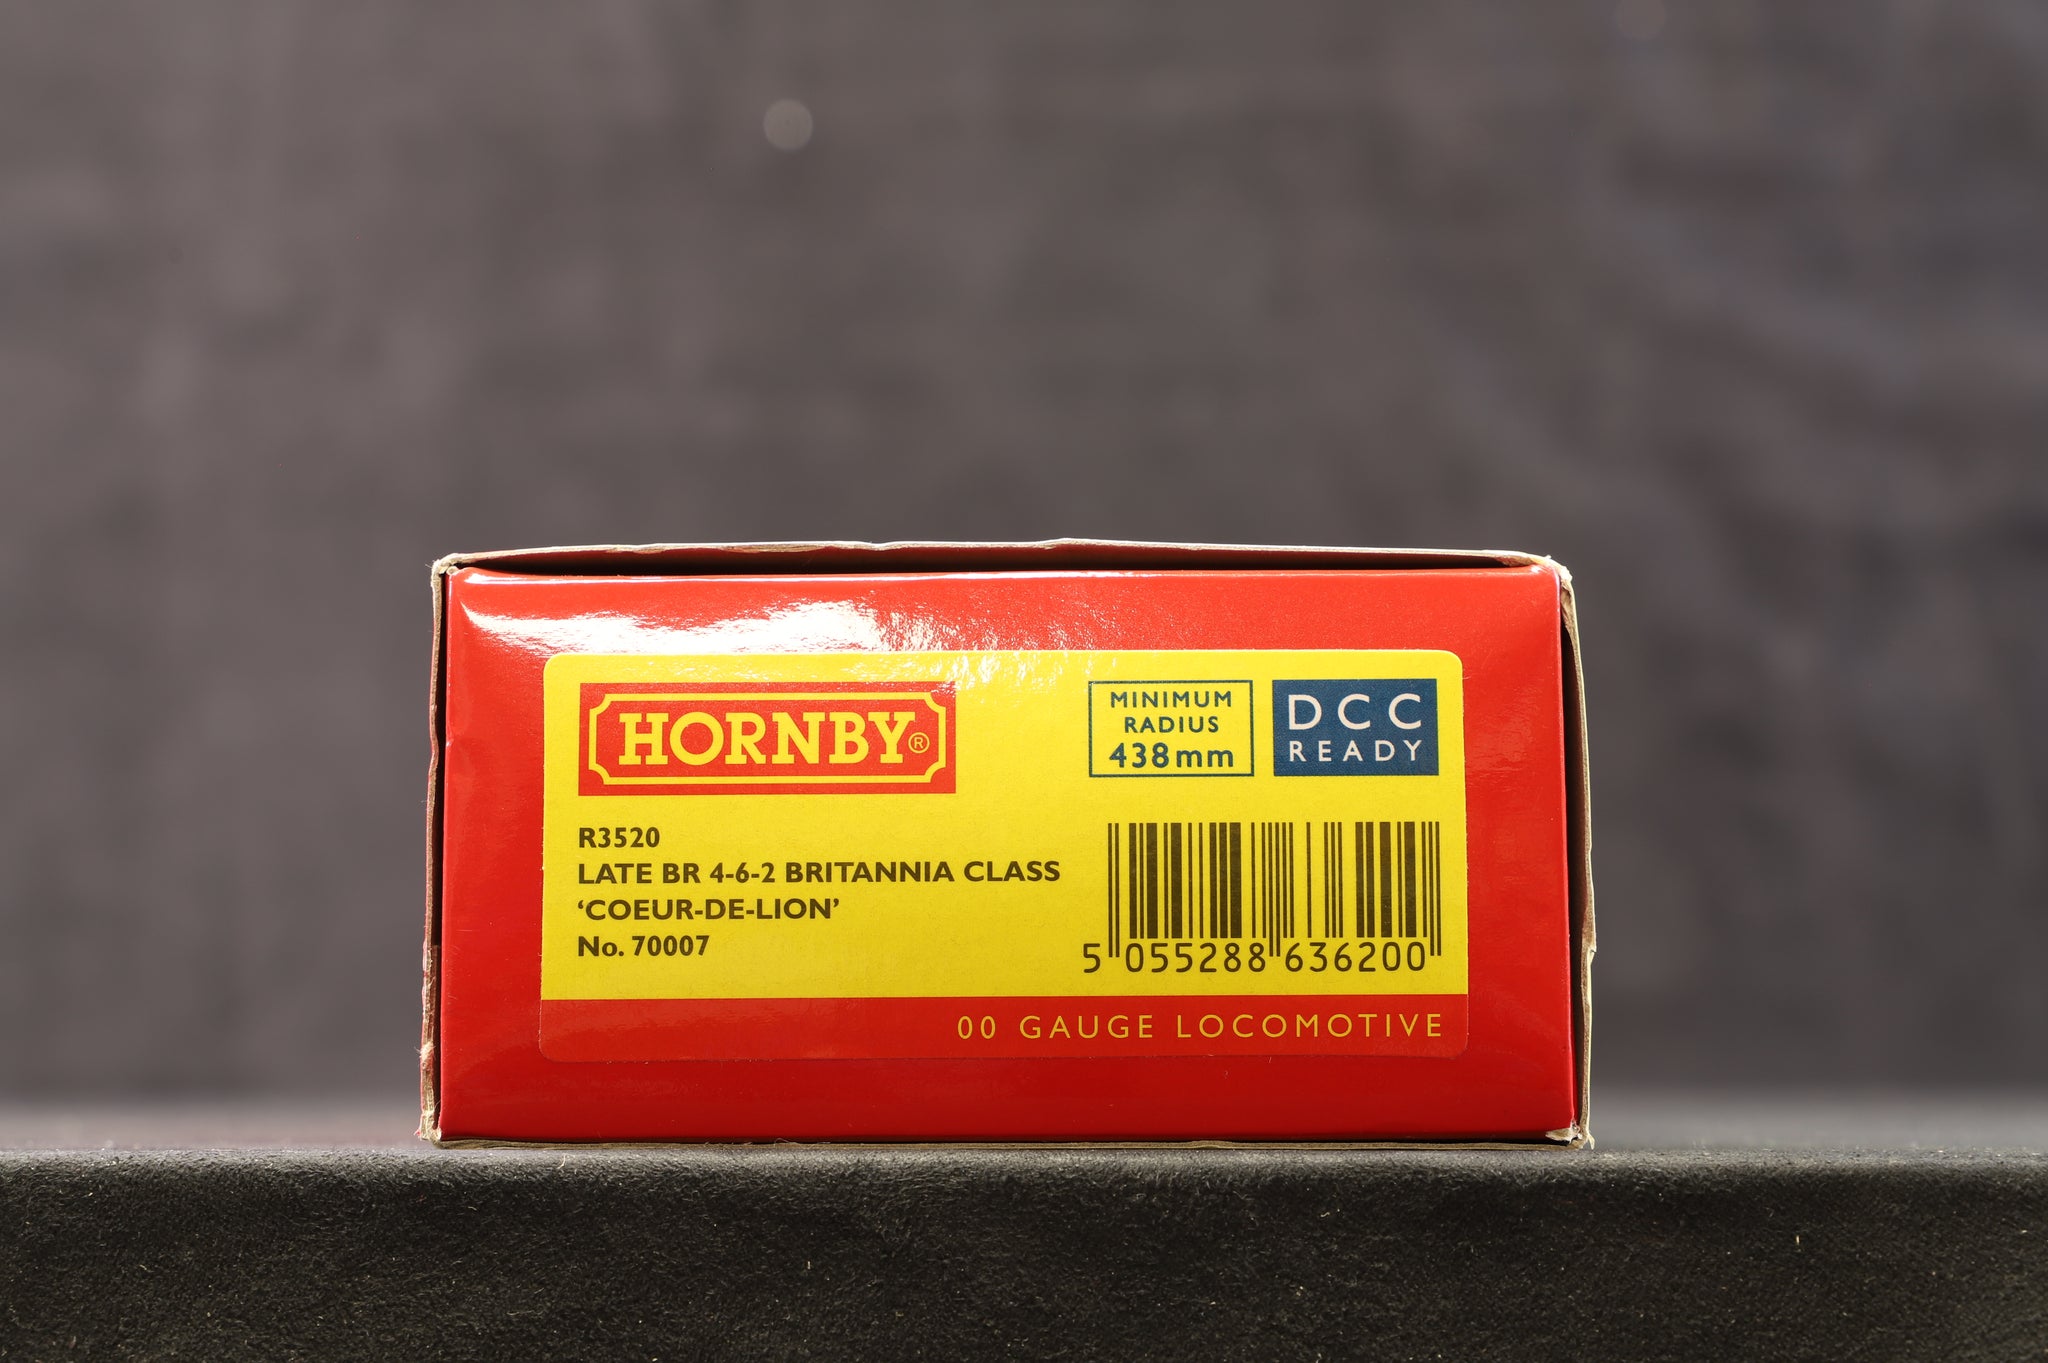 HORNBY®
MINIMUM
RADIUS
438mm
DCC
READY
R3520
LATE BR 4-6-2 BRITANNIA CLASS
‘COEUR-DE-LION’
No. 70007
5 055288 636200
00 GAUGE LOCOMOTIVE